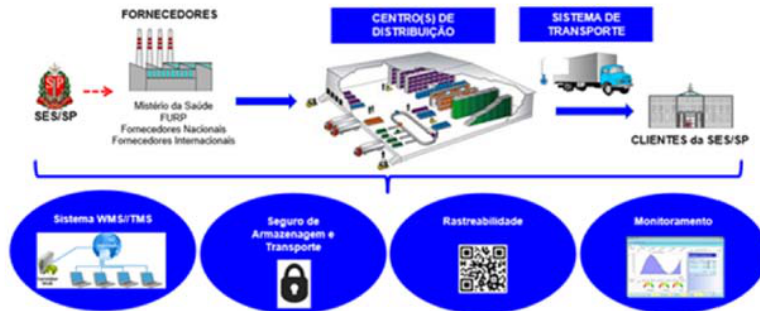 FORNECEDORES
CENTRO(S) DE
DISTRIBUIÇÃO
SISTEMA DE
TRANSPORTE
SES/SP
Mistério da Saúde
FURP
Fornecedores Nacionais
Fornecedores Internacionais
CLIENTES da SES/SP
Sistema WMS//TMS
Seguro de
Armazenagem e
Transporte
Rastreabilidade
Monitoramento